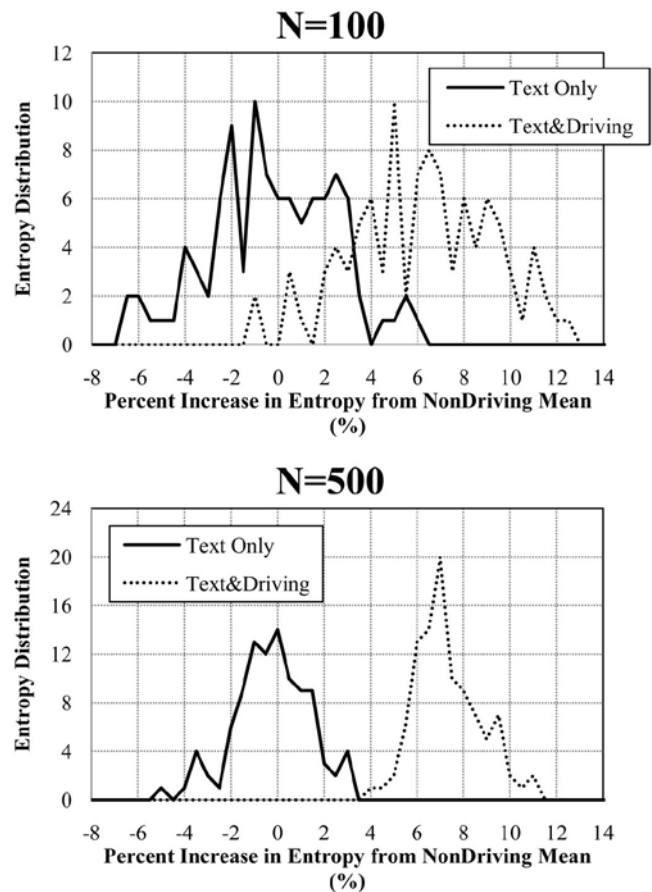 N=100
12
10
8
6
4
2
0
Entropy Distribution
Text Only
Text&Driving
-8 -6 -4 -2 0 2 4 6 8 10 12 14
Percent Increase in Entropy from NonDriving Mean
(%)
N=500
24
20
16
12
8
4
0
Entropy Distribution
Text Only
Text&Driving
-8 -6 -4 -2 0 2 4 6 8 10 12 14
Percent Increase in Entropy from NonDriving Mean
(%)